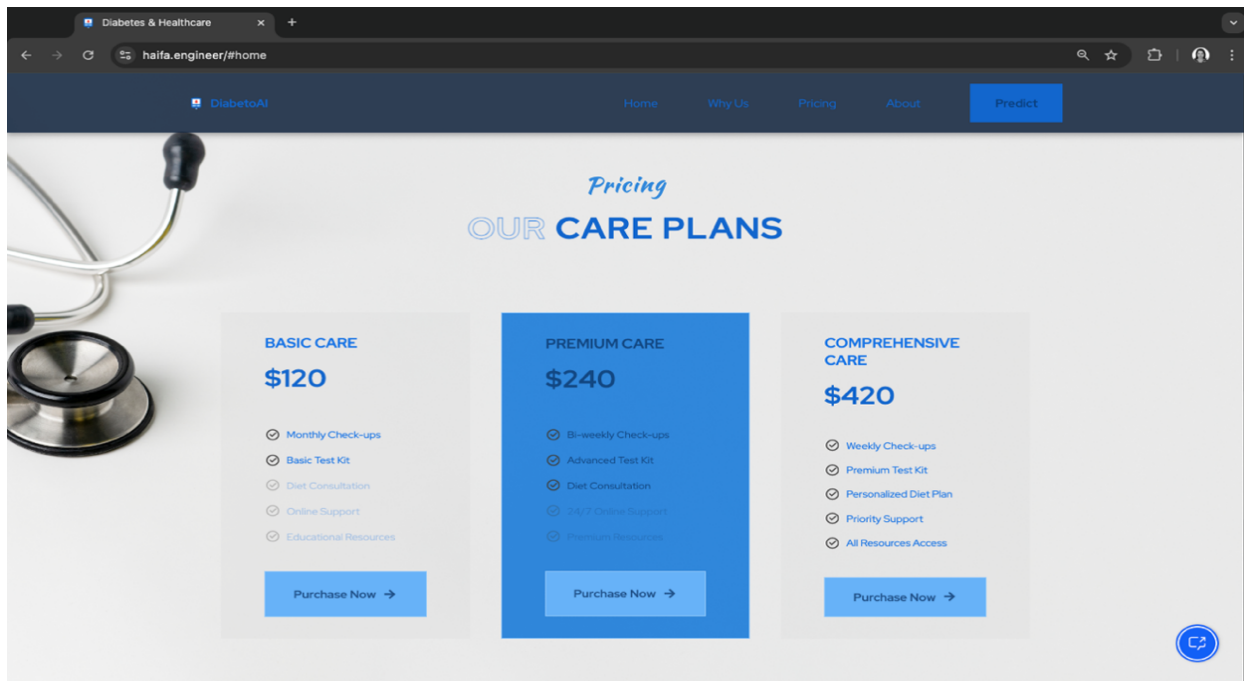 Diabetes & Healthcare
haifa.engineer/#home
DiabetoAI
Home Why Us Pricing About Predict
Pricing
OUR CARE PLANS
BASIC CARE
$120
Monthly Check-ups
Basic Test Kit
Diet Consultation
Online Support
Educational Resources
Purchase Now
PREMIUM CARE
$240
Bi-weekly Check-ups
Advanced Test Kit
Diet Consultation
24/7 Online Support
Premium Resources
Purchase Now
COMPREHENSIVE
CARE
$420
Weekly Check-ups
Premium Test Kit
Personalized Diet Plan
Priority Support
All Resources Access
Purchase Now